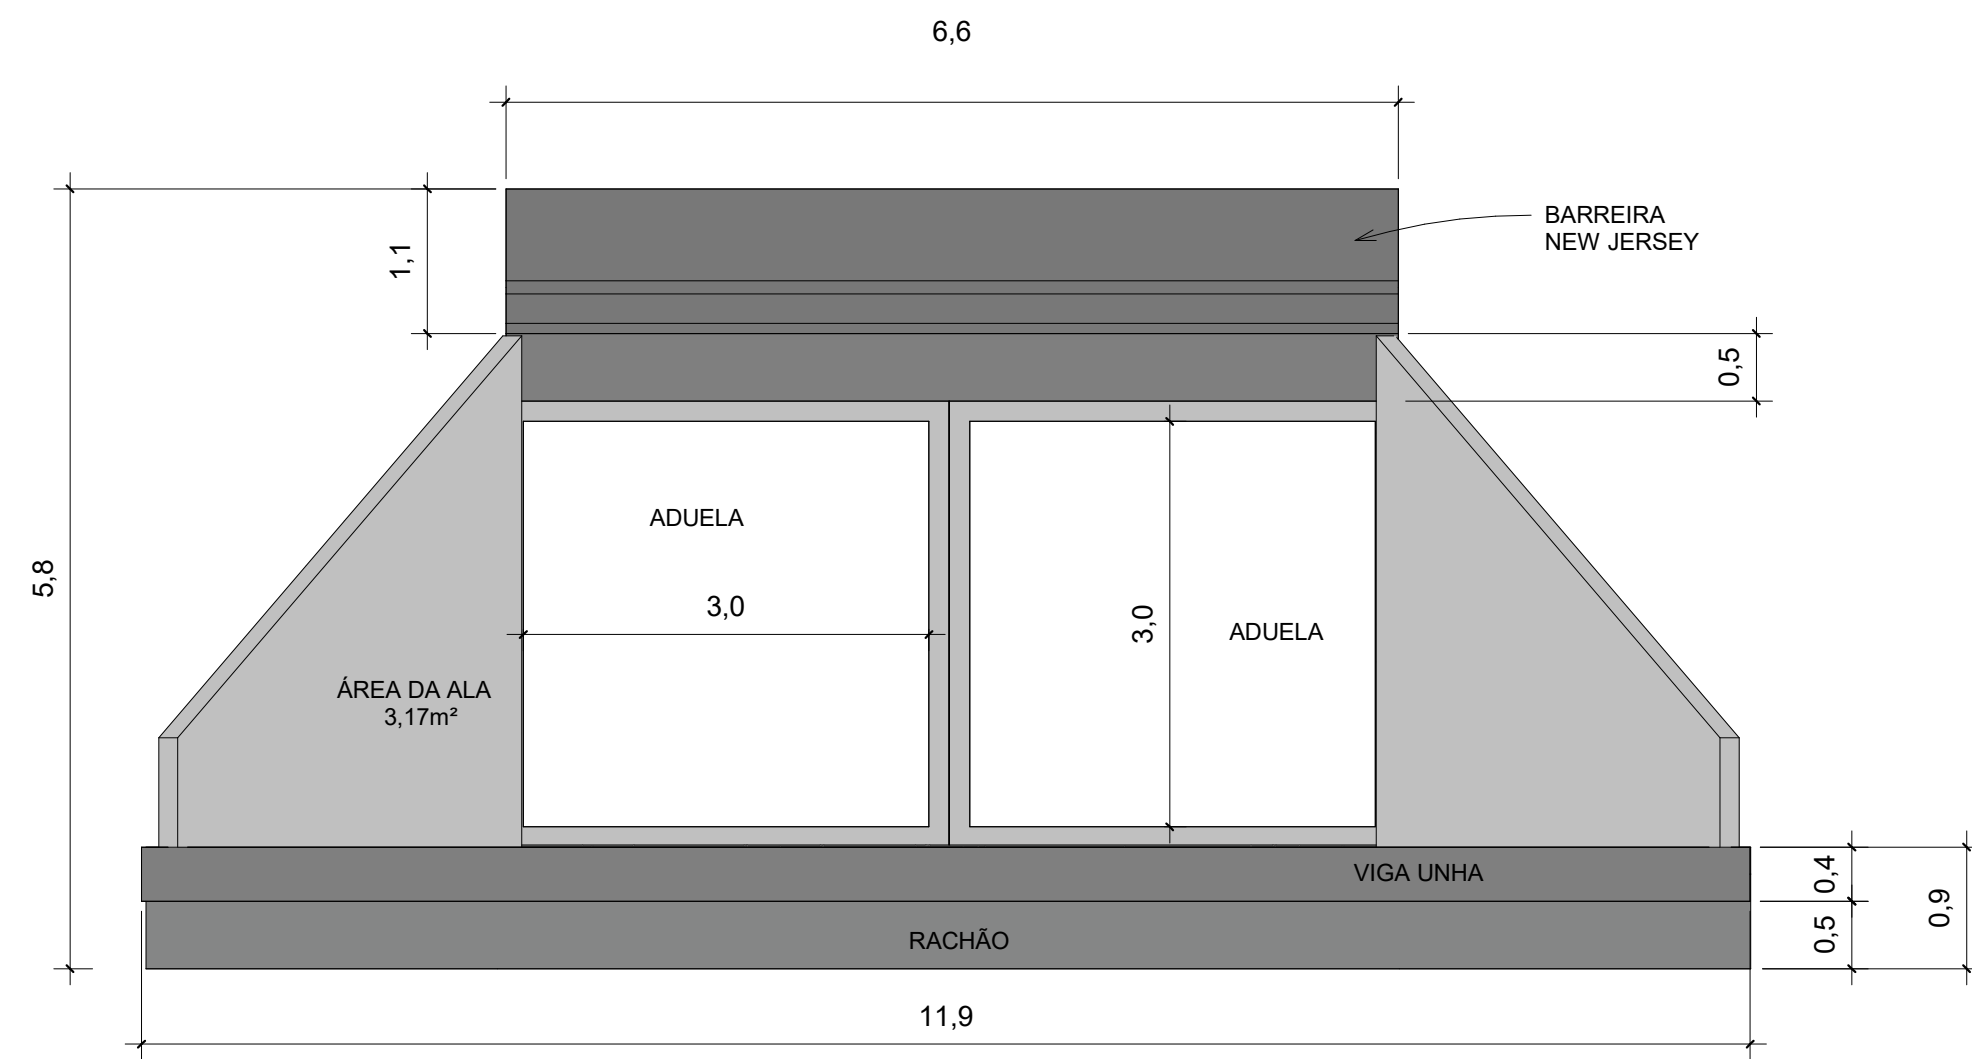 6,6
BARREIRA
NEW JERSEY
1,1
0,5
ADUELA
5,8
3,0
3,0
ADUELA
ÁREA DA ALA
3,17m²
VIGA UNHA
0,4
0,9
RACHÃO
0,5
11,9